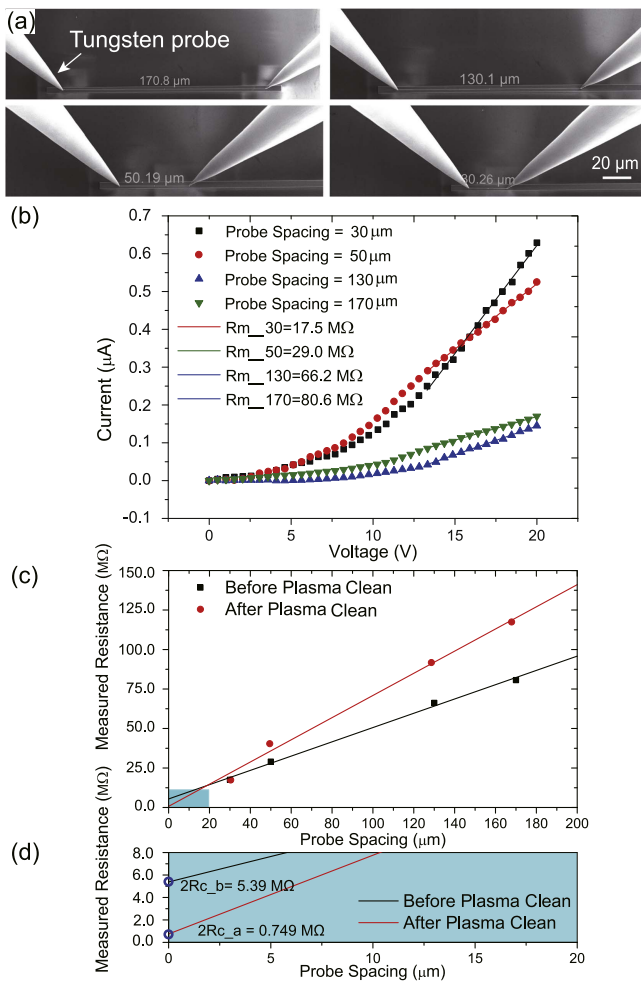 (a)
Tungsten probe
170.8 µm
130.1 µm
50.19 µm
30.26 µm
20 µm
(b)
0.7
0.6
0.5
0.4
0.3
0.2
0.1
0.0
-0.1
Current (µA)
Probe Spacing = 30 µm
Probe Spacing = 50 µm
Probe Spacing = 130 µm
Probe Spacing = 170 µm
Rm__30=17.5 MΩ
Rm__50=29.0 MΩ
Rm__130=66.2 MΩ
Rm__170=80.6 MΩ
0 5 10 15 20
Voltage (V)
(c)
150.0
125.0
100.0
75.0
50.0
25.0
0.0
Measured Resistance (MΩ)
Before Plasma Clean
After Plasma Clean
0 20 40 60 80 100 120 140 160 180 200
Probe Spacing (µm)
(d)
8.0
6.0
4.0
2.0
0.0
Measured Resistance (MΩ)
2Rc_b= 5.39 MΩ
2Rc_a = 0.749 MΩ
Before Plasma Clean
After Plasma Clean
0 5 10 15 20
Probe Spacing (µm)